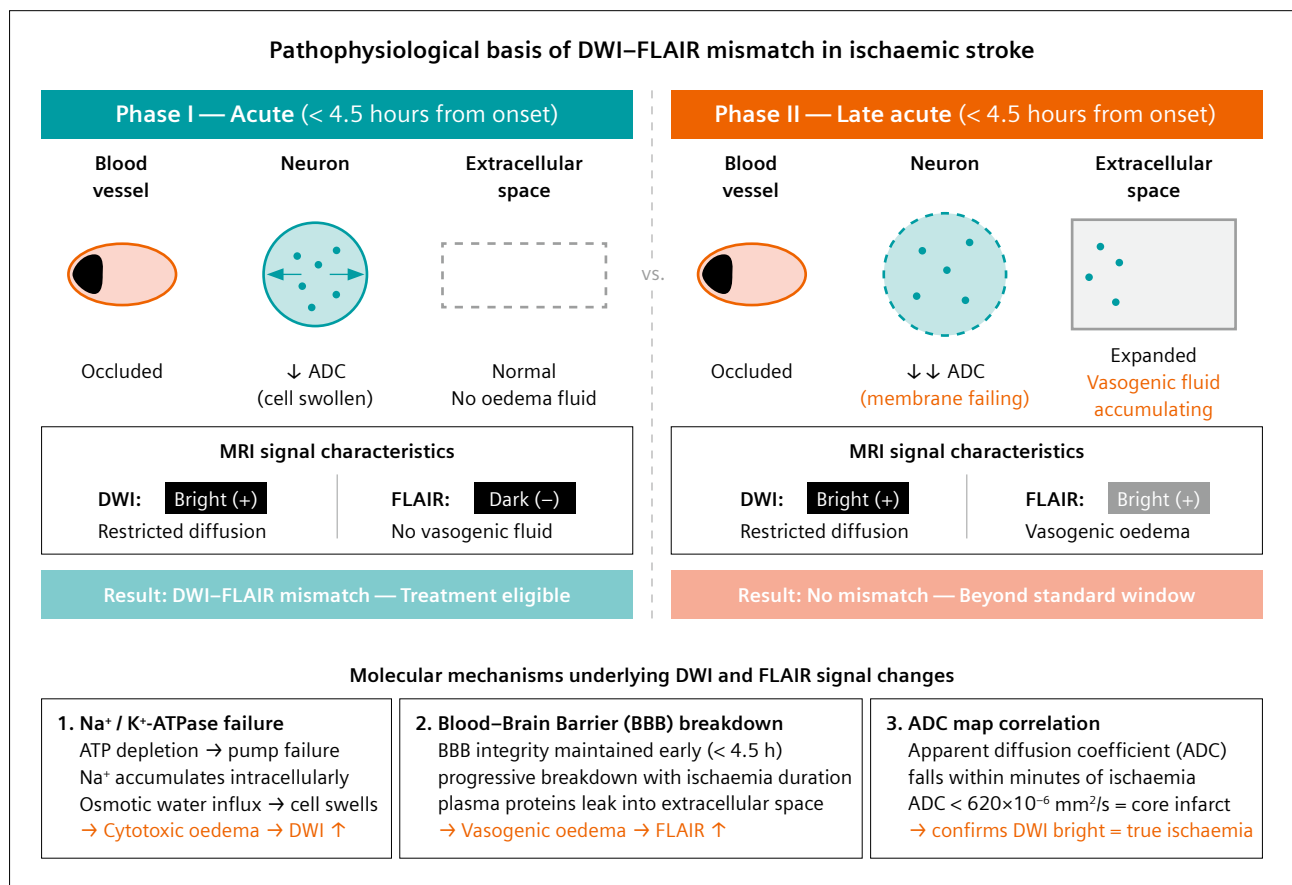 Pathophysiological basis of DWI–FLAIR mismatch in ischaemic stroke
Phase I — Acute (< 4.5 hours from onset)
Blood
vessel
Neuron
Extracellular
space
Occluded
↓ ADC
(cell swollen)
Normal
No oedema fluid
MRI signal characteristics
DWI: Bright (+)
Restricted diffusion
FLAIR: Dark (–)
No vasogenic fluid
Result: DWI–FLAIR mismatch — Treatment eligible
vs.
Phase II — Late acute (< 4.5 hours from onset)
Blood
vessel
Neuron
Extracellular
space
Occluded
↓↓ ADC
(membrane failing)
Expanded
Vasogenic fluid
accumulating
MRI signal characteristics
DWI: Bright (+)
Restricted diffusion
FLAIR: Bright (+)
Vasogenic oedema
Result: No mismatch — Beyond standard window
Molecular mechanisms underlying DWI and FLAIR signal changes
1. Na⁺ / K⁺-ATPase failure
ATP depletion → pump failure
Na⁺ accumulates intracellularly
Osmotic water influx → cell swells
→ Cytotoxic oedema → DWI ↑
2. Blood–Brain Barrier (BBB) breakdown
BBB integrity maintained early (< 4.5 h)
progressive breakdown with ischaemia duration
plasma proteins leak into extracellular space
→ Vasogenic oedema → FLAIR ↑
3. ADC map correlation
Apparent diffusion coefficient (ADC)
falls within minutes of ischaemia
ADC < 620×10⁻⁶ mm²/s = core infarct
→ confirms DWI bright = true ischaemia